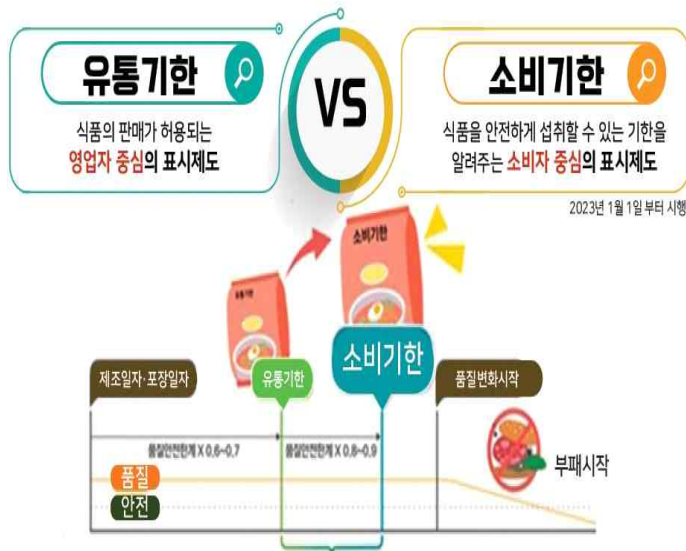 유통기한
식품의 판매가 허용되는
영업자 중심의 표시제도
VS
소비기한
식품을 안전하게 섭취할 수 있는 기한을
알려주는 소비자 중심의 표시제도
2023년 1월 1일 부터 시행
소비기한
유통기한
제조일자·포장일자
유통기한
소비기한
품질변화시작
품질안전한계 X 0.6~0.7
품질안전한계 X 0.8~0.9
품질
안전
부패시작